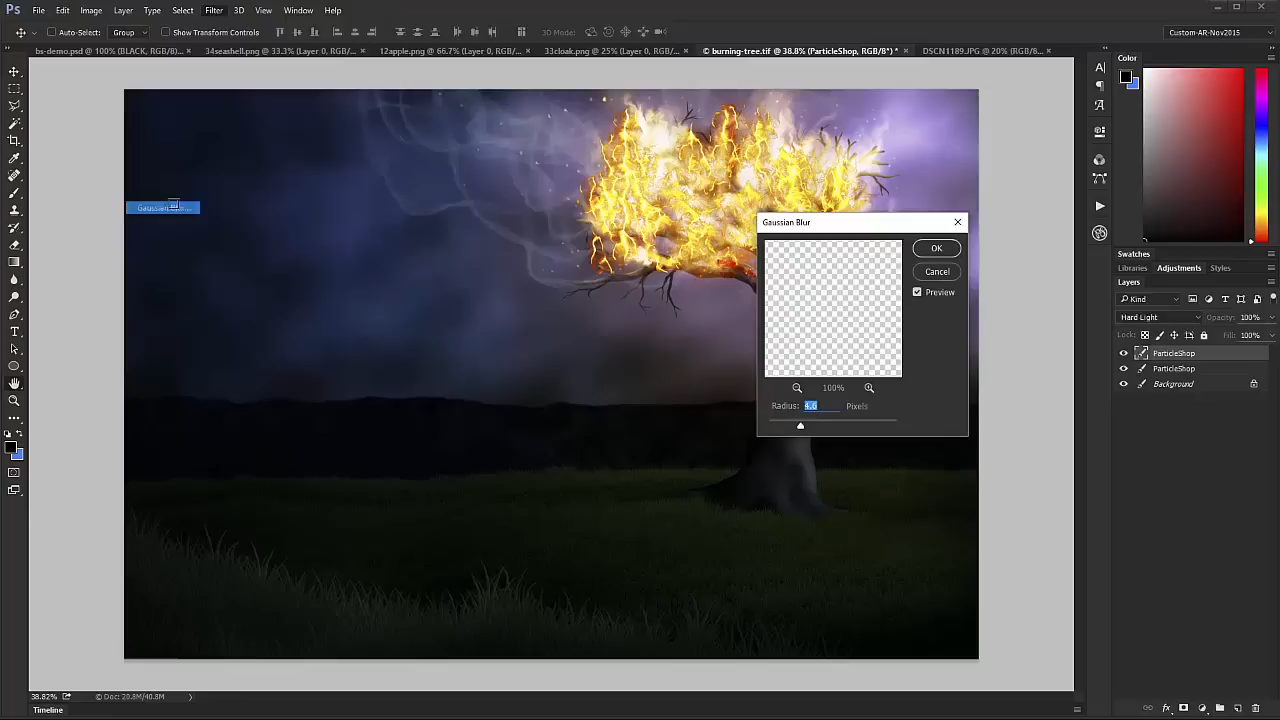 Ps File Edit Image Layer Type Select Filter 3D View Window Help
Auto-Select: Group Show Transform Controls 3D Mode: Custom-AR-Nov2015
bs-demo.psd @ 100% (BLACK, RGB/8)... × 34seashell.png @ 33.3% (Layer 0, RGB/... × 12apple.png @ 66.7% (Layer 0, RGB/... × 33cloak.png @ 25% (Layer 0, RGB/... × © burning-tree.tif @ 38.8% (ParticleShop, RGB/8*) * × DSCN1189.JPG @ 20% (RGB/8... ×
Color
Gaussian Blur...
Gaussian Blur
OK
Cancel
Preview
100%
Radius: 4.0 Pixels
Swatches
Libraries Adjustments Styles
Layers
Kind
Hard Light Opacity: 100%
Lock: Fill: 100%
ParticleShop
ParticleShop
Background
38.82% © Doc: 20.8M/40.8M
Timeline